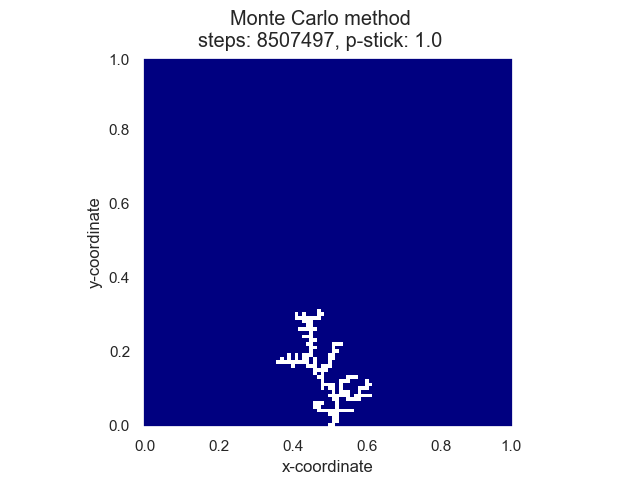 Monte Carlo method
steps: 8507497, p-stick: 1.0
1.0
0.8
0.6
0.4
0.2
0.0
y-coordinate
0.0 0.2 0.4 0.6 0.8 1.0
x-coordinate